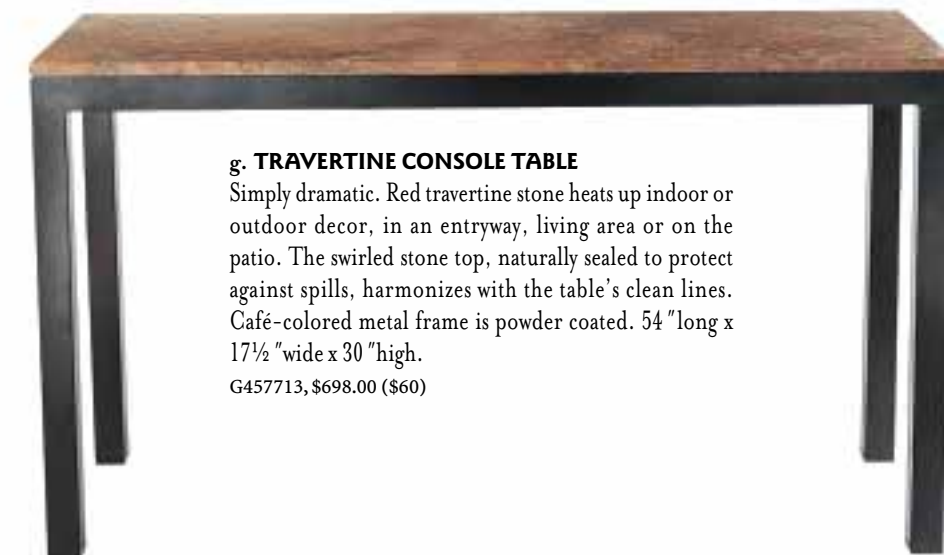 g. TRAVERTINE CONSOLE TABLE
Simply dramatic. Red travertine stone heats up indoor or
outdoor decor, in an entryway, living area or on the
patio. The swirled stone top, naturally sealed to protect
against spills, harmonizes with the table’s clean lines.
Café-colored metal frame is powder coated. 54 "long x
17½ "wide x 30 "high.
G457713, $698.00 ($60)